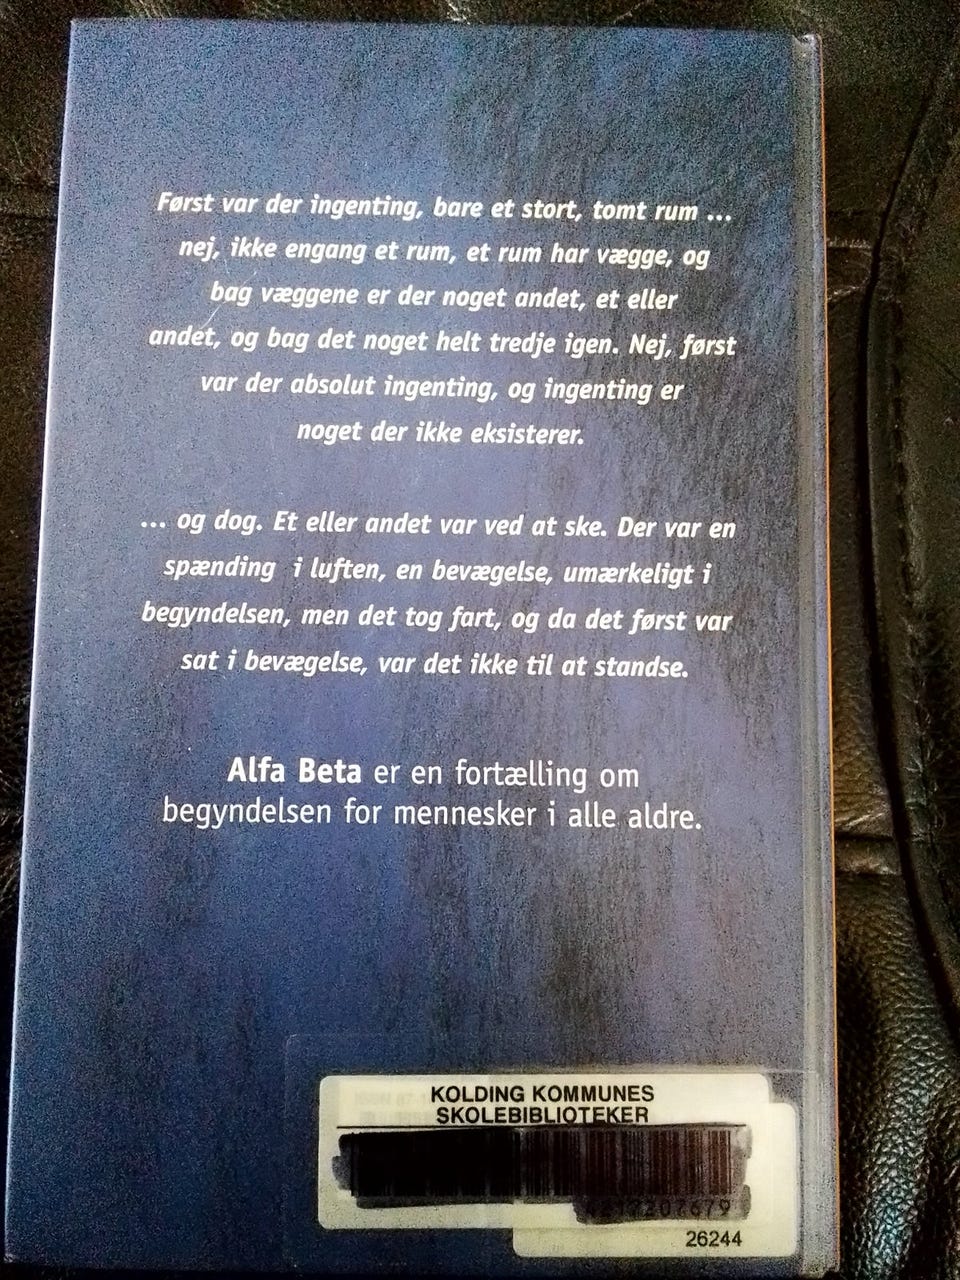 Først var der ingenting, bare et stort, tomt rum ...
nej, ikke engang et rum, et rum har vægge, og
bag væggene er der noget andet, et eller
andet, og bag det noget helt tredje igen. Nej, først
var der absolut ingenting, og ingenting er
noget der ikke eksisterer.
... og dog. Et eller andet var ved at ske. Der var en
spænding i luften, en bevægelse, umærkeligt i
begyndelsen, men det tog fart, og da det først var
sat i bevægelse, var det ikke til at standse.
Alfa Beta er en fortælling om
begyndelsen for mennesker i alle aldre.
KOLDING KOMMUNES
SKOLEBIBLIOTEKER
26244